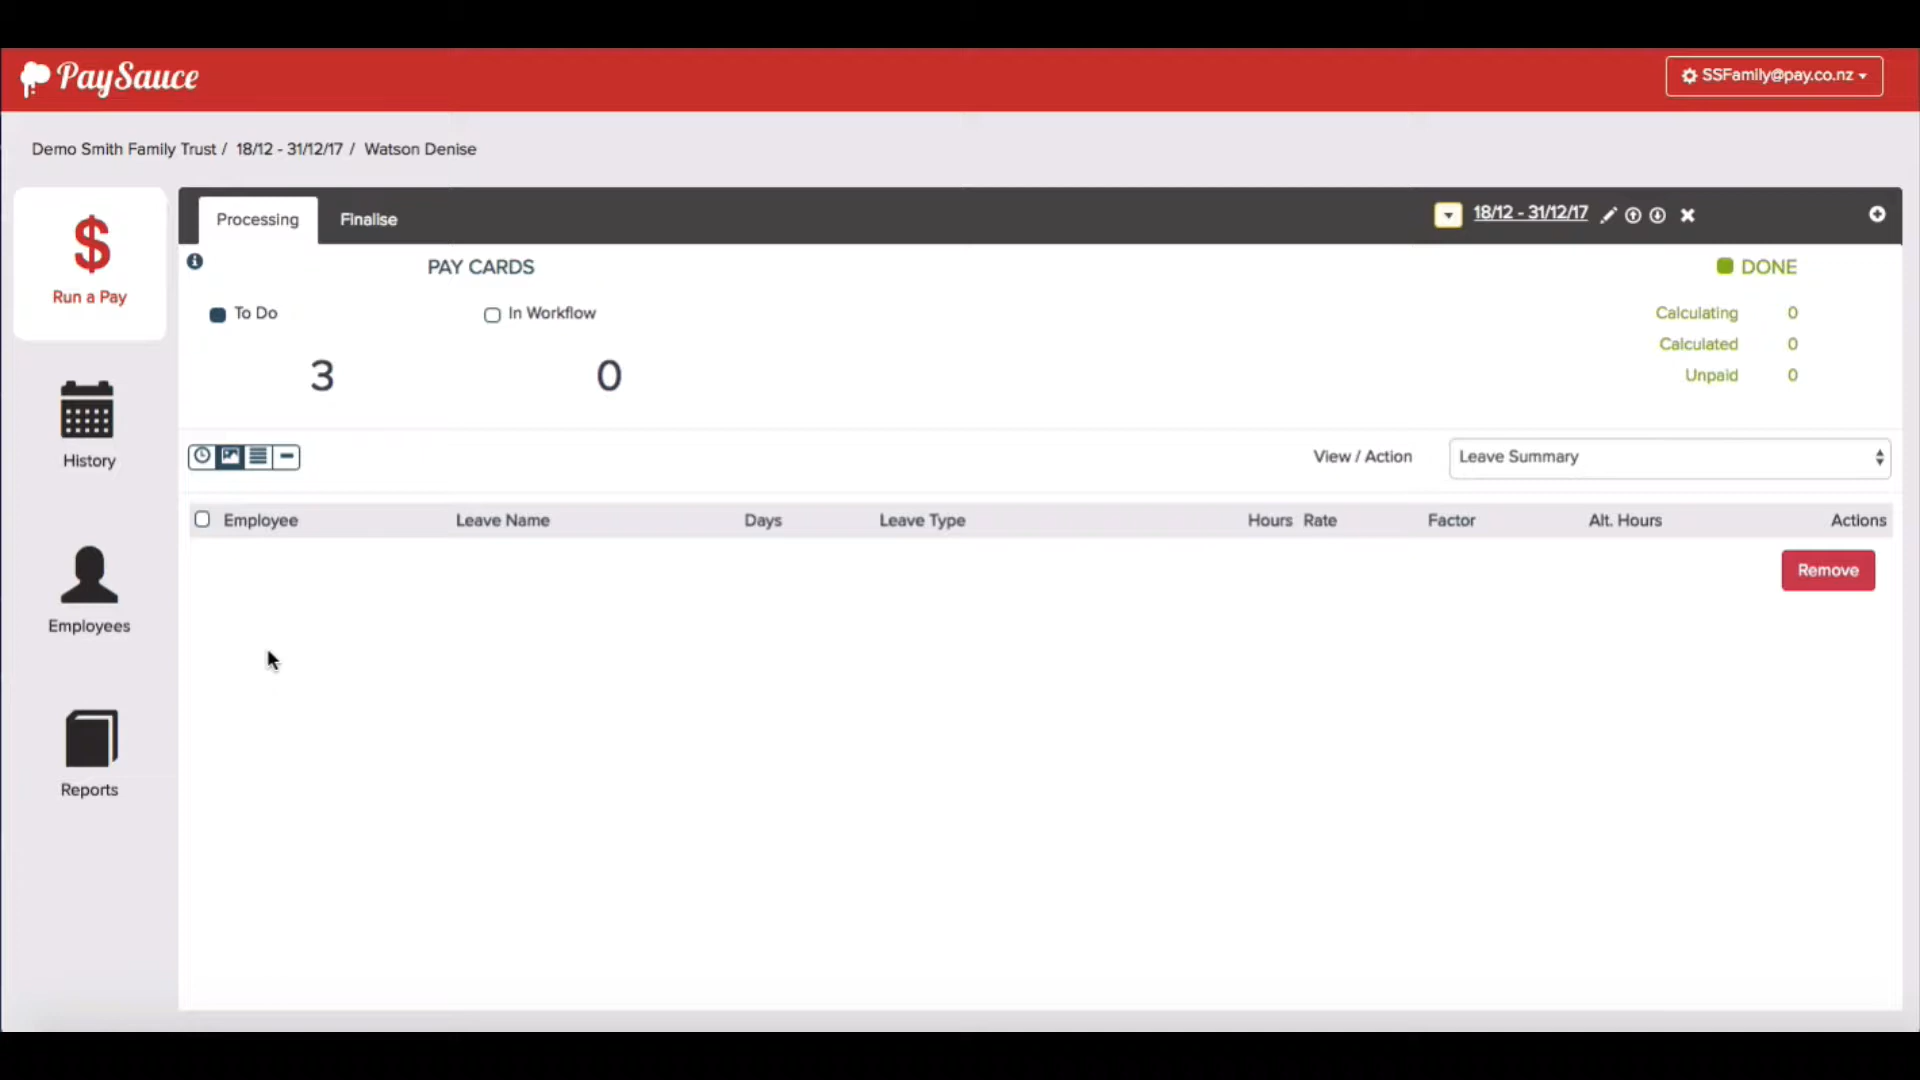 PaySauce
SSFamily@pay.co.nz
Demo Smith Family Trust / 18/12 - 31/12/17 / Watson Denise
Processing
Finalise
18/12 - 31/12/17
PAY CARDS
DONE
To Do
In Workflow
Calculating 0
Calculated 0
Unpaid 0
3
0
Run a Pay
History
Employees
Reports
View / Action
Leave Summary
Employee Leave Name Days Leave Type Hours Rate Factor Alt. Hours Actions
Remove